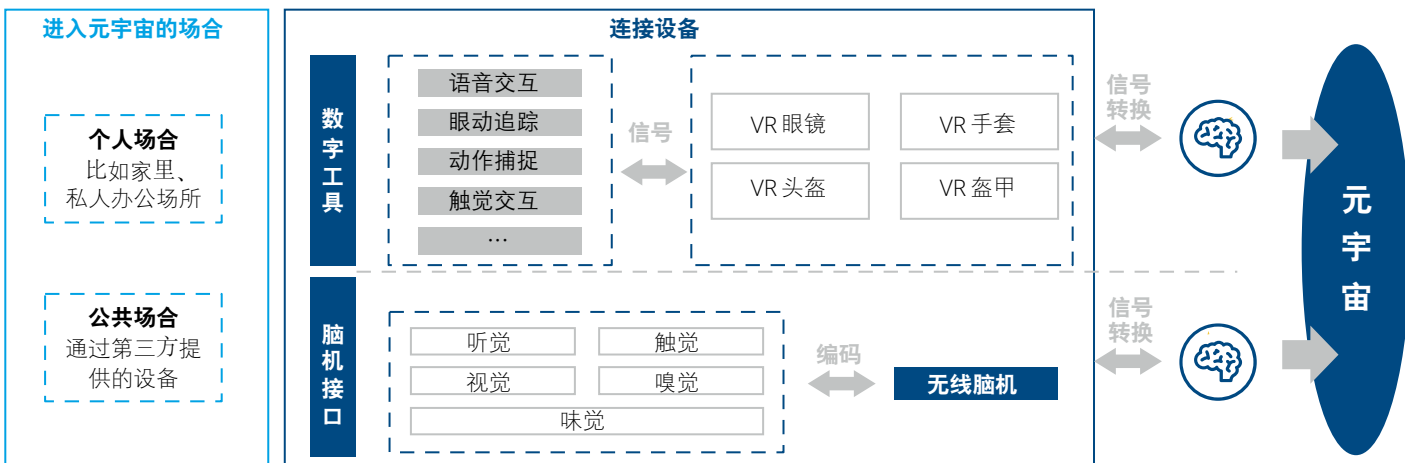 进入元宇宙的场合
个人场合
比如家里、
私人办公场所
公共场合
通过第三方提
供的设备
连接设备
数字工具
语音交互
眼动追踪
动作捕捉
触觉交互
…
信号
VR 眼镜
VR 手套
VR 头盔
VR 盔甲
信号
转换
脑机接口
听觉
触觉
视觉
嗅觉
味觉
编码
无线脑机
信号
转换
元宇宙